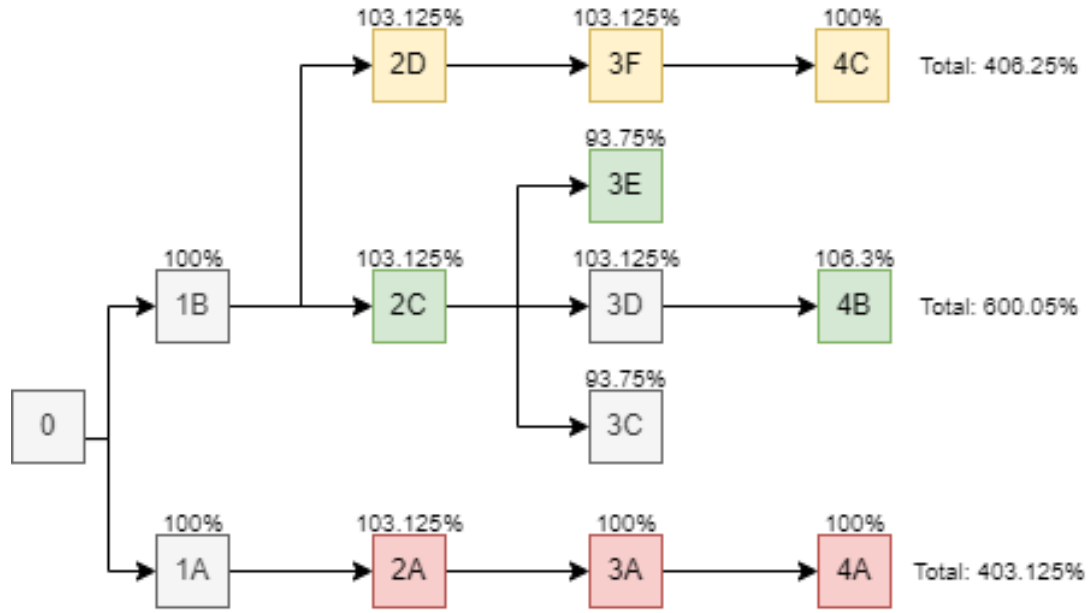 103.125% 103.125% 100%
2D 3F 4C Total: 406.25%
93.75%
3E
100% 103.125% 103.125% 106.3%
1B 2C 3D 4B Total: 600.05%
93.75%
0 3C
100% 103.125% 100% 100%
1A 2A 3A 4A Total: 403.125%